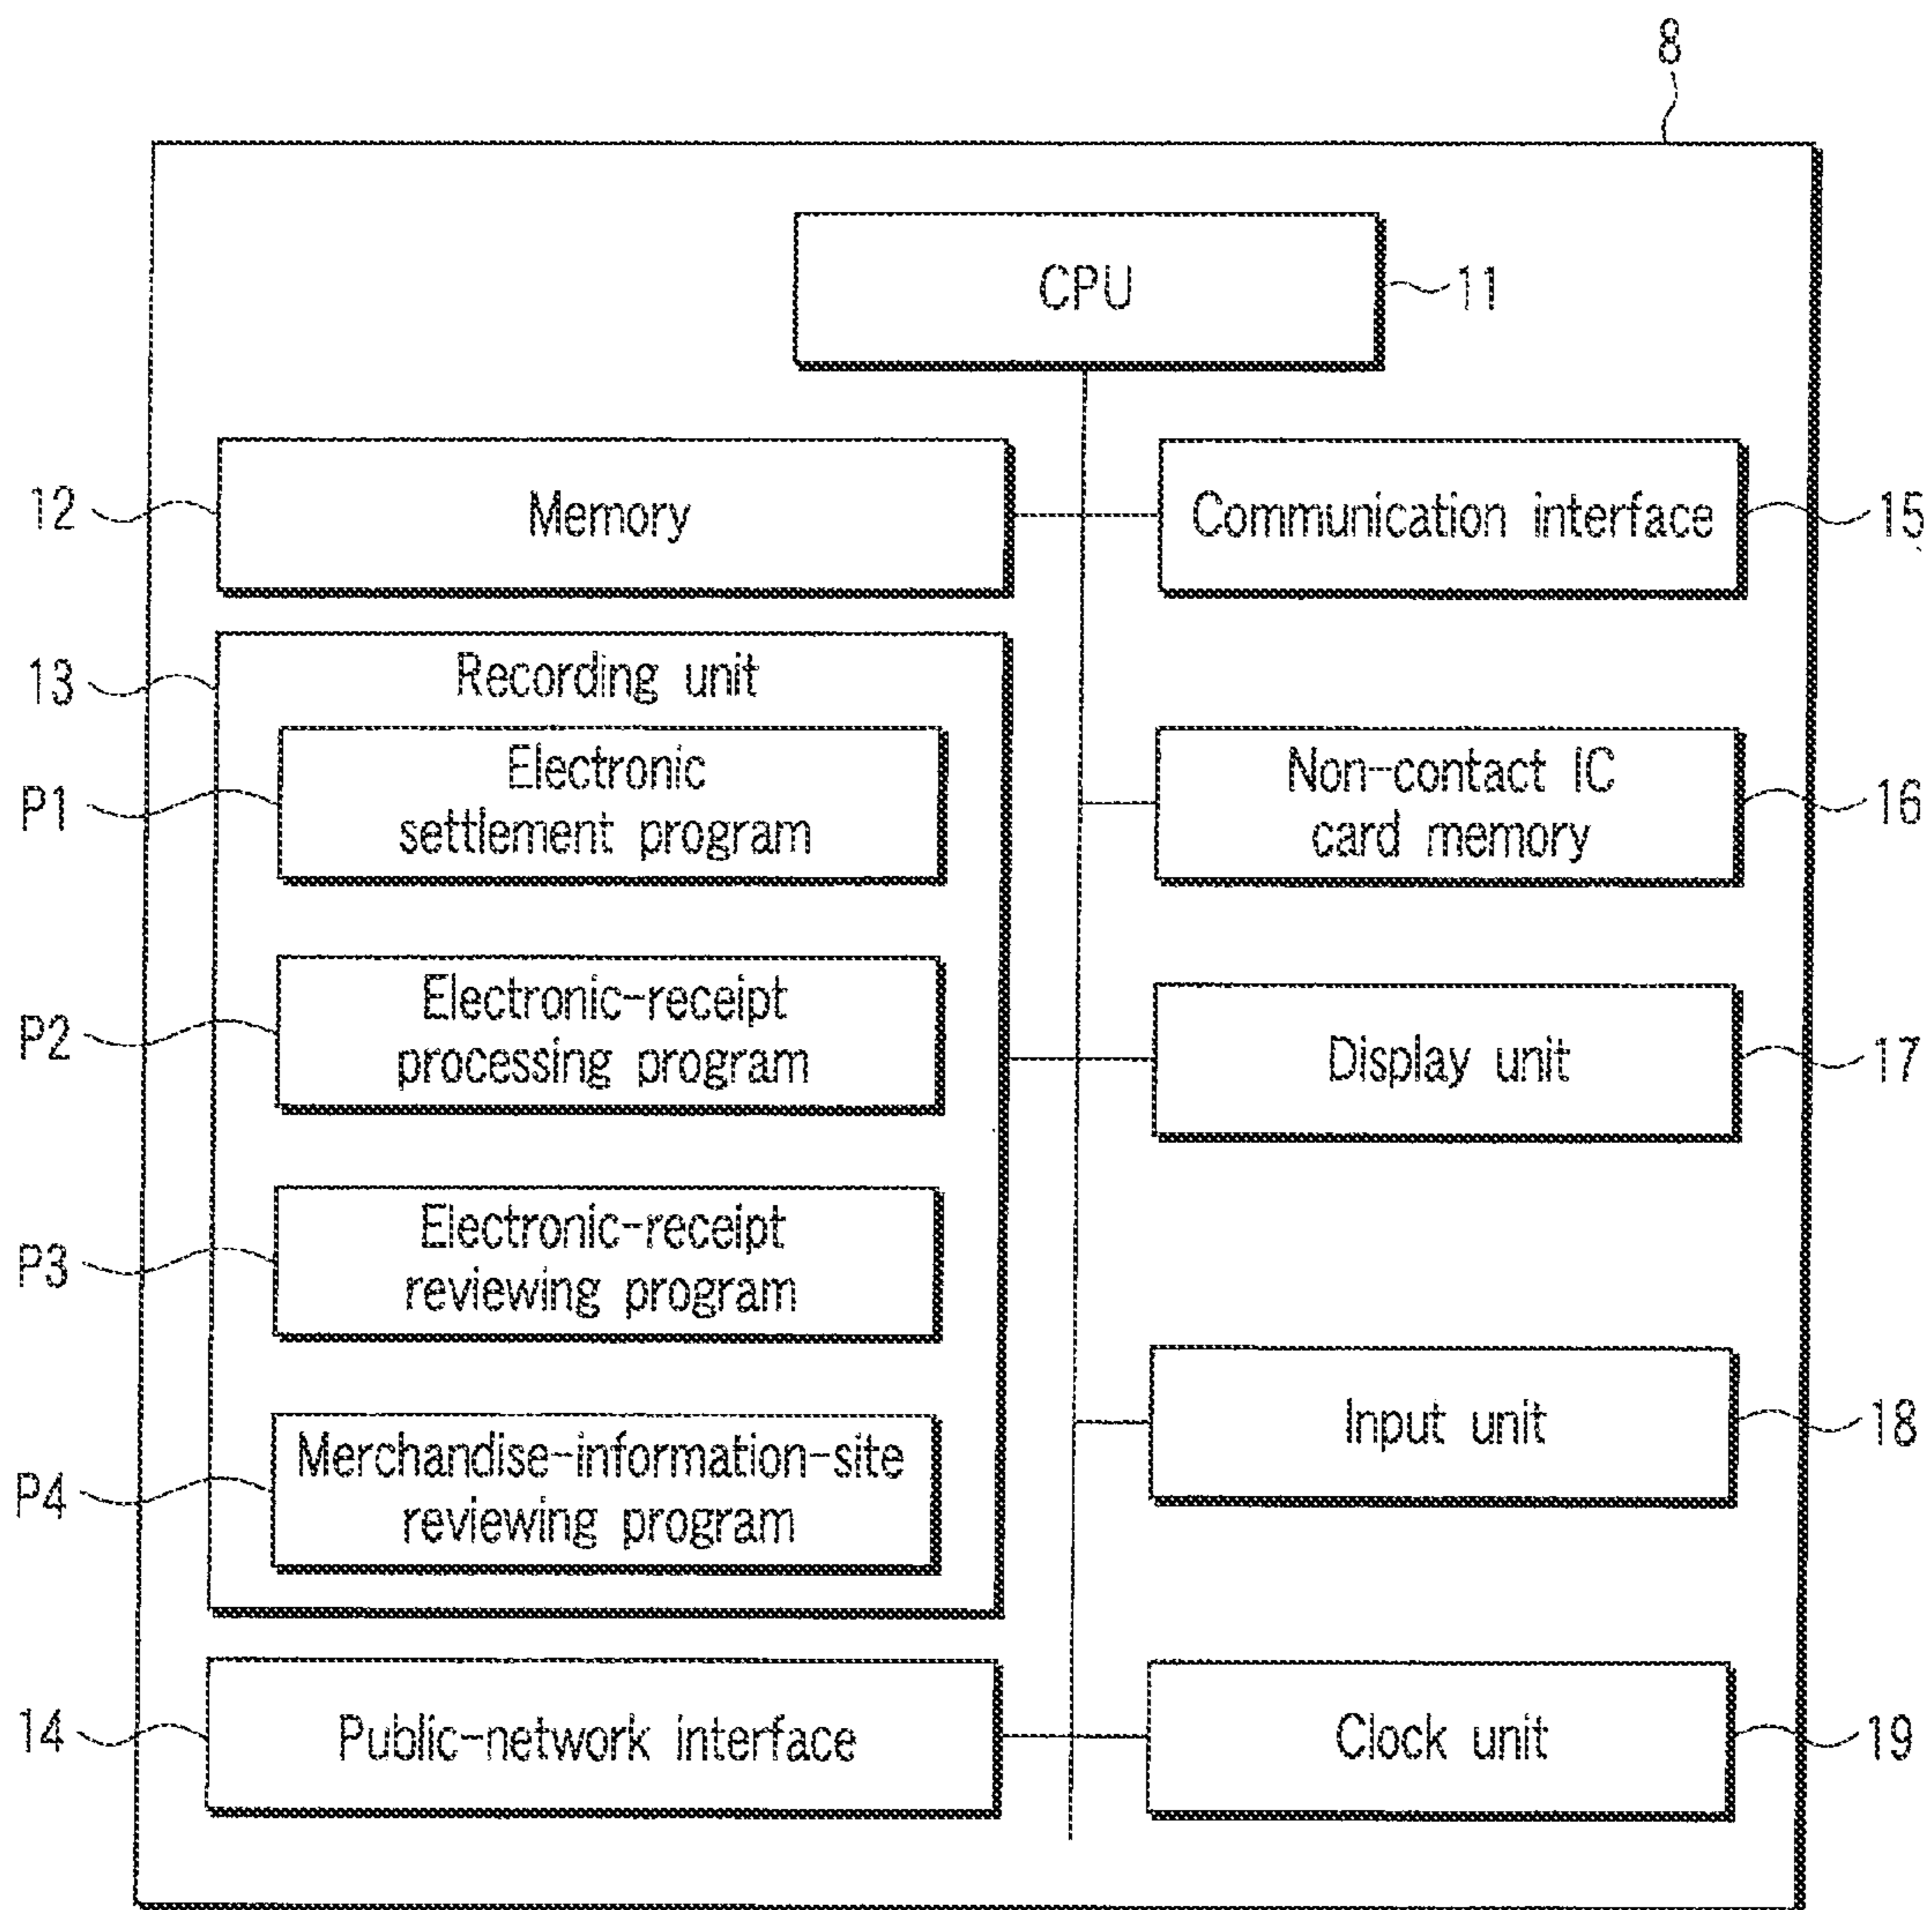 8
CPU
11
12
Memory
Communication interface
15
13
Recording unit
P1
Electronic
settlement program
Non-contact IC
card memory
16
P2
Electronic-receipt
processing program
Display unit
17
P3
Electronic-receipt
reviewing program
P4
Merchandise-information-site
reviewing program
Input unit
18
14
Public-network interface
Clock unit
19